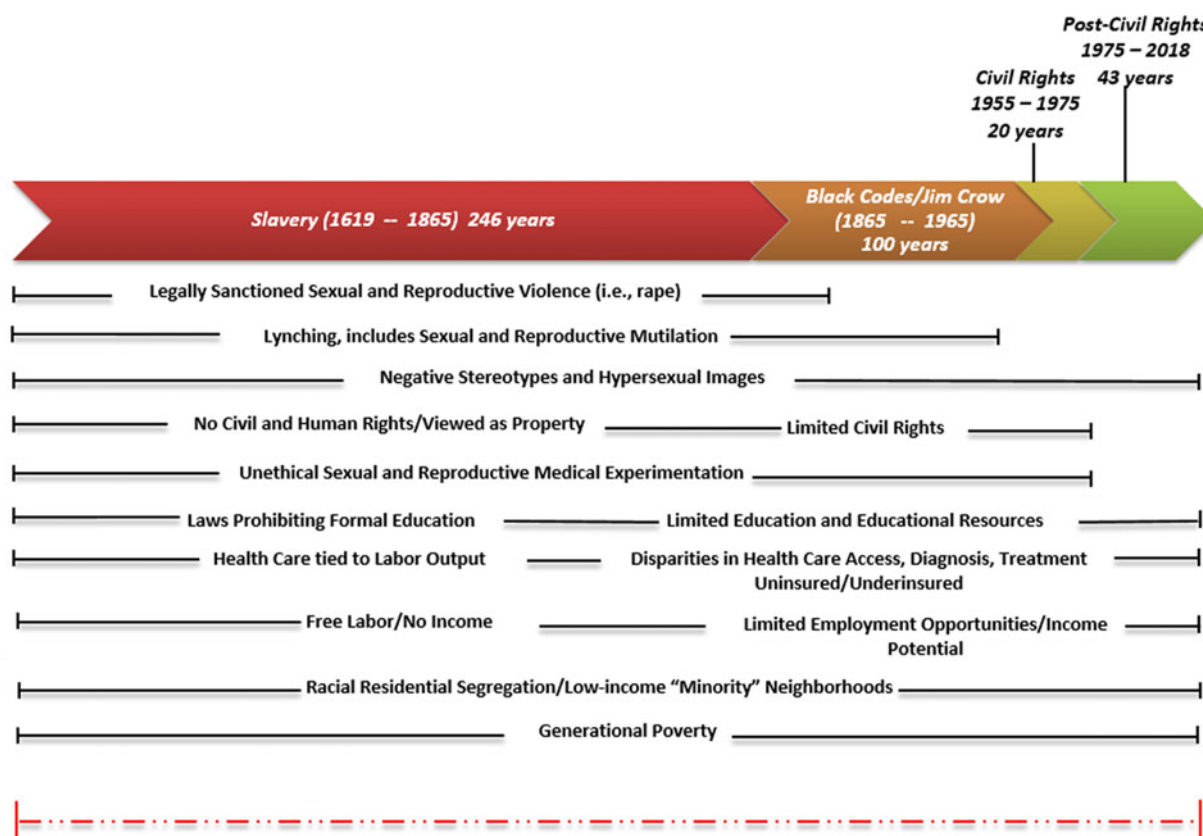 Post-Civil Rights
1975 – 2018
43 years
Civil Rights
1955 – 1975
20 years
Slavery (1619 -- 1865) 246 years
Black Codes/Jim Crow
(1865 -- 1965)
100 years
Legally Sanctioned Sexual and Reproductive Violence (i.e., rape)
Lynching, includes Sexual and Reproductive Mutilation
Negative Stereotypes and Hypersexual Images
No Civil and Human Rights/Viewed as Property
Limited Civil Rights
Unethical Sexual and Reproductive Medical Experimentation
Laws Prohibiting Formal Education
Limited Education and Educational Resources
Health Care tied to Labor Output
Disparities in Health Care Access, Diagnosis, Treatment
Uninsured/Underinsured
Free Labor/No Income
Limited Employment Opportunities/Income
Potential
Racial Residential Segregation/Low-income “Minority” Neighborhoods
Generational Poverty